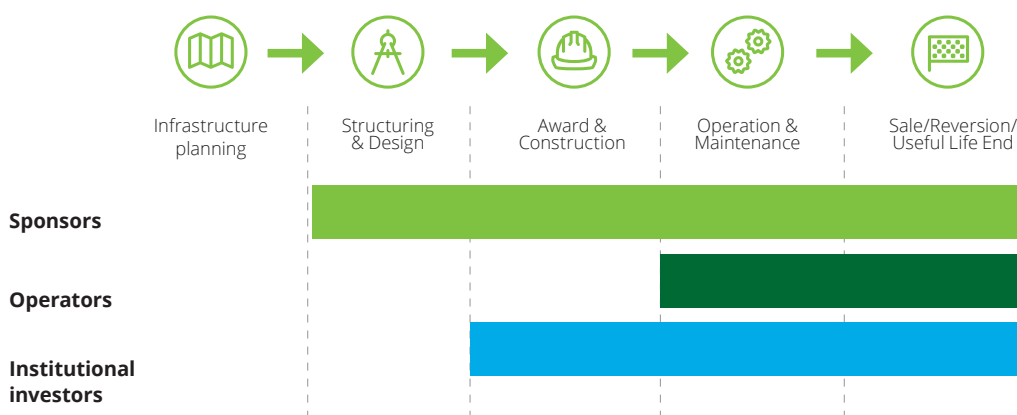 Infrastructure
planning
Structuring
& Design
Award &
Construction
Operation &
Maintenance
Sale/Reversion/
Useful Life End
Sponsors
Operators
Institutional
investors